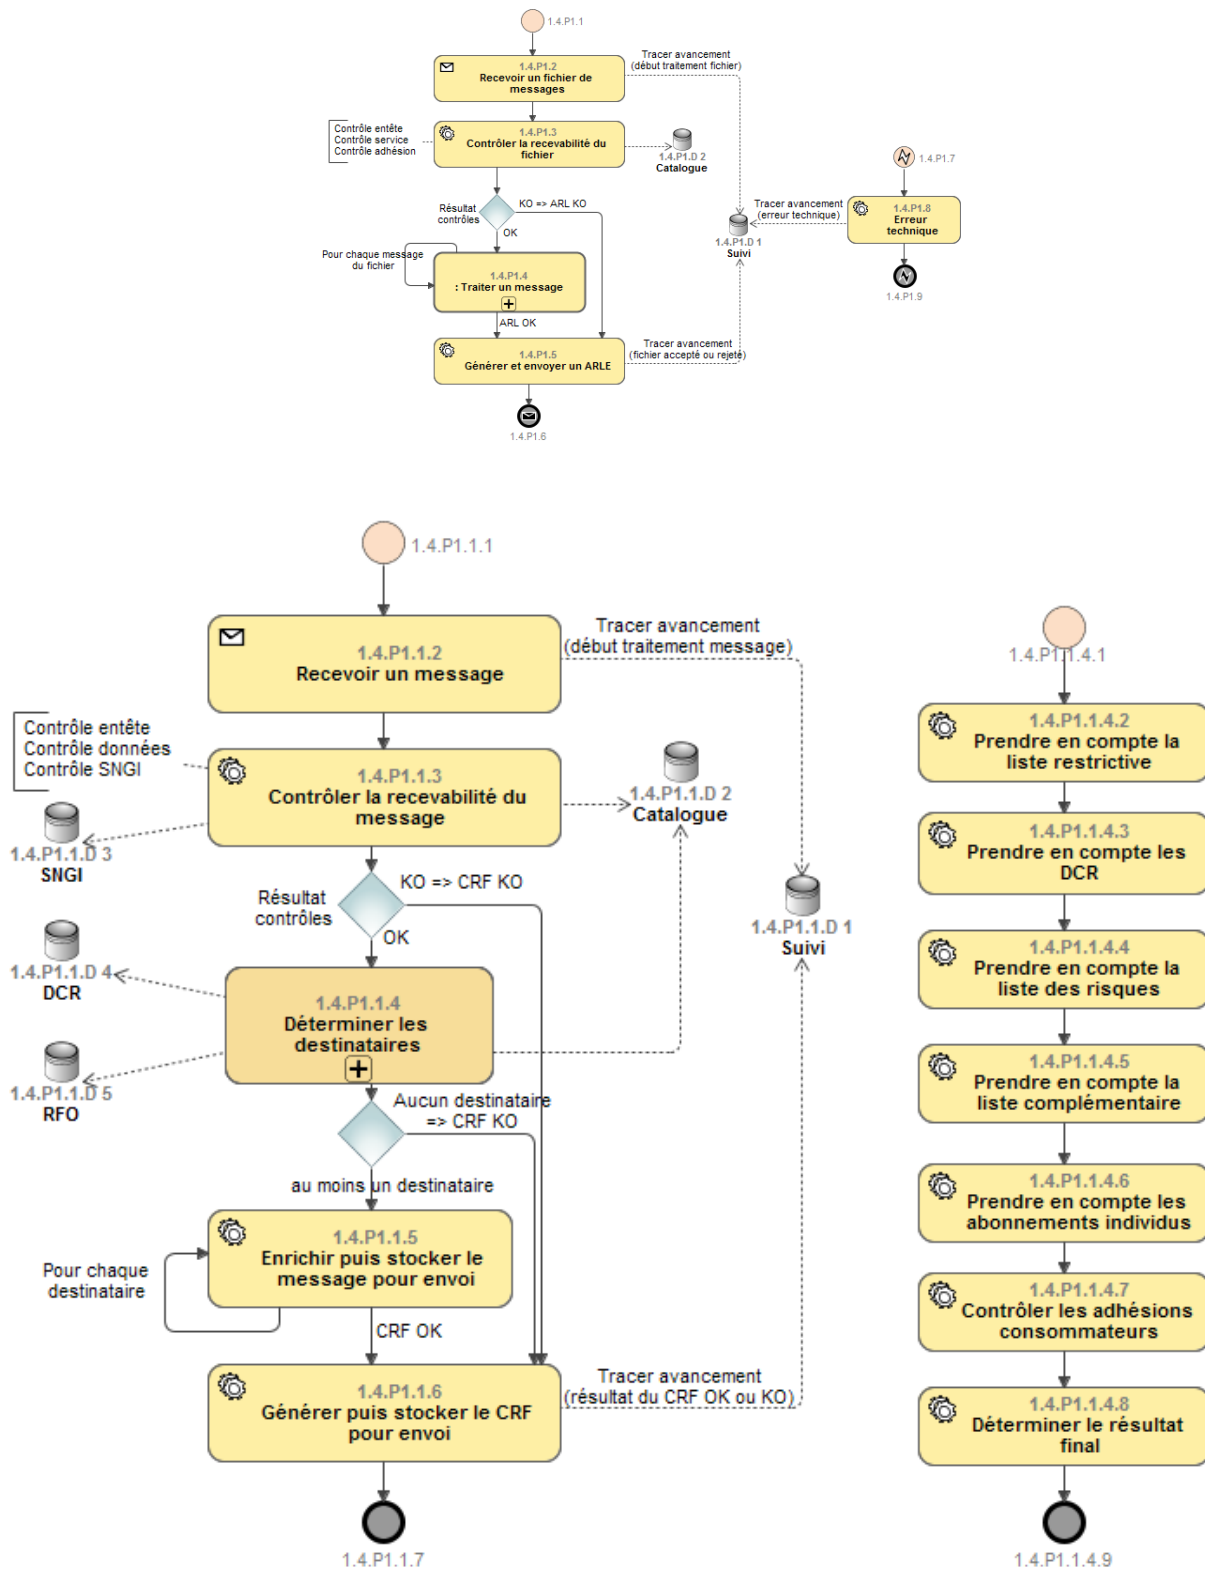 1.4.P1.1
1.4.P1.2
Recevoir un fichier de
messages
Tracer avancement
(début traitement fichier)
Contrôle entête
Contrôle service
Contrôle adhésion
1.4.P1.3
Contrôler la recevabilité du
fichier
1.4.P1.D 2
Catalogue
Résultat
contrôles
KO => ARL KO
OK
Pour chaque message
du fichier
1.4.P1.4
: Traiter un message
ARL OK
1.4.P1.5
Générer et envoyer un ARLE
Tracer avancement
(fichier accepté ou rejeté)
1.4.P1.6
1.4.P1.D 1
Suivi
Tracer avancement
(erreur technique)
1.4.P1.7
1.4.P1.8
Erreur
technique
1.4.P1.9
1.4.P1.1.1
1.4.P1.1.2
Recevoir un message
Tracer avancement
(début traitement message)
Contrôle entête
Contrôle données
Contrôle SNGI
1.4.P1.1.3
Contrôler la recevabilité du
message
1.4.P1.1.D 3
SNGI
1.4.P1.1.D 2
Catalogue
Résultat
contrôles
KO => CRF KO
OK
1.4.P1.1.D 1
Suivi
1.4.P1.1.D 4
DCR
1.4.P1.1.4
Déterminer les
destinataires
1.4.P1.1.D 5
RFO
Aucun destinataire
=> CRF KO
au moins un destinataire
1.4.P1.1.5
Enrichir puis stocker le
message pour envoi
Pour chaque
destinataire
CRF OK
1.4.P1.1.6
Générer puis stocker le CRF
pour envoi
Tracer avancement
(résultat du CRF OK ou KO)
1.4.P1.1.7
1.4.P1.1.4.1
1.4.P1.1.4.2
Prendre en compte la
liste restrictive
1.4.P1.1.4.3
Prendre en compte les
DCR
1.4.P1.1.4.4
Prendre en compte la
liste des risques
1.4.P1.1.4.5
Prendre en compte la
liste complémentaire
1.4.P1.1.4.6
Prendre en compte les
abonnements individus
1.4.P1.1.4.7
Contrôler les adhésions
consommateurs
1.4.P1.1.4.8
Déterminer le résultat
final
1.4.P1.1.4.9